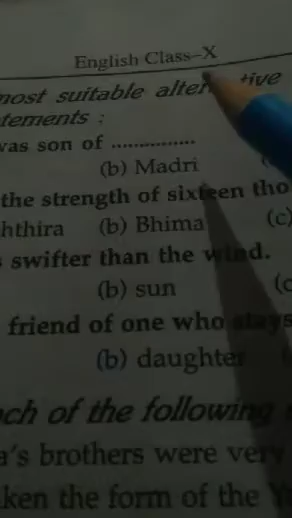 English Class–X
most suitable alter tive
tements :
was son of ...............
(b) Madri
the strength of sixteen tho
hthira (b) Bhima (c)
swifter than the wind.
(b) sun (c
friend of one who stays
(b) daughter
ch of the following
a's brothers were very
ken the form of the